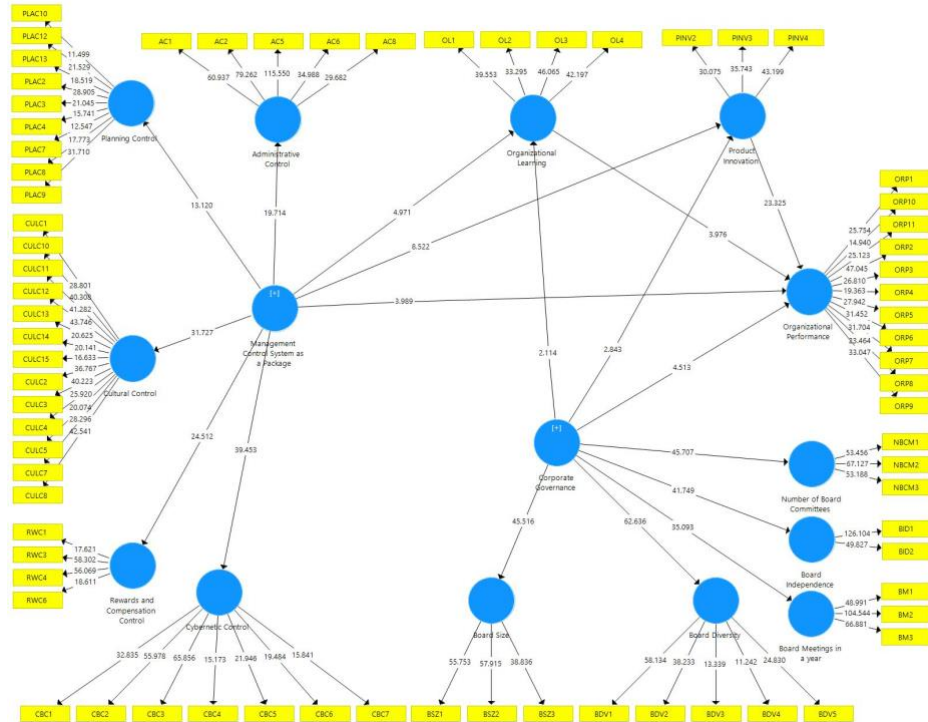 PLAC10
PLAC12
PLAC13
PLAC2
PLAC3
PLAC4
PLAC7
PLAC8
PLAC9
11.499
21.529
18.519
28.905
21.045
15.741
12.547
17.773
31.710
Planning Control
AC1
AC2
AC5
AC6
AC8
60.937
79.262
115.550
34.988
29.682
Administrative
Control
OL1
OL2
OL3
OL4
39.553
33.295
46.065
42.197
Organizational
Learning
PINV2
PINV3
PINV4
30.075
35.743
43.199
Product
Innovation
13.120
19.714
4.971
8.522
3.989
3.976
23.325
2.114
2.843
4.513
ORP1
ORP10
ORP11
ORP2
ORP3
ORP4
ORP5
ORP6
ORP7
ORP8
ORP9
25.754
14.940
25.123
47.045
26.810
19.363
27.942
31.452
31.704
23.464
33.047
Organizational
Performance
CULC1
CULC10
CULC11
CULC12
CULC13
CULC14
CULC15
CULC2
CULC3
CULC4
CULC5
CULC7
CULC8
28.801
40.308
41.282
43.746
20.625
20.141
16.633
36.767
40.223
25.920
20.074
28.296
42.541
Cultural Control
31.727
[+]
Management
Control System as
a Package
24.512
39.453
[+]
Corporate
Governance
45.707
41.749
35.093
62.636
45.516
NBCM1
NBCM2
NBCM3
53.456
67.127
53.188
Number of Board
Committees
BID1
BID2
126.104
49.827
Board
Independence
BM1
BM2
BM3
48.991
104.544
66.881
Board Meetings in
a year
RWC1
RWC3
RWC4
RWC6
17.621
58.302
56.069
18.611
Rewards and
Compensation
Control
Cybernetic Control
32.835
55.978
65.856
15.173
21.946
19.484
15.841
CBC1
CBC2
CBC3
CBC4
CBC5
CBC6
CBC7
Board Size
55.753
57.915
38.836
BSZ1
BSZ2
BSZ3
Board Diversity
58.134
38.233
13.339
11.242
24.830
BDV1
BDV2
BDV3
BDV4
BDV5